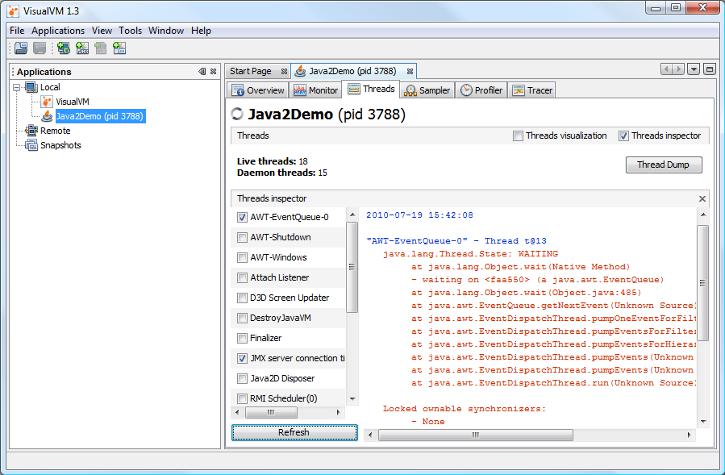 VisualVM 1.3
File Applications View Tools Window Help
Applications
Local
VisualVM
Java2Demo (pid 3788)
Remote
Snapshots
Start Page
Java2Demo (pid 3788)
Overview Monitor Threads Sampler Profiler Tracer
Java2Demo (pid 3788)
Threads
Threads visualization
Threads inspector
Live threads: 18
Daemon threads: 15
Thread Dump
Threads inspector
AWT-EventQueue-0
AWT-Shutdown
AWT-Windows
Attach Listener
D3D Screen Updater
DestroyJavaVM
Finalizer
JMX server connection ti
Java2D Disposer
RMI Scheduler(0)
Refresh
2010-07-19 15:42:08
"AWT-EventQueue-0" - Thread t@13
java.lang.Thread.State: WAITING
at java.lang.Object.wait(Native Method)
- waiting on <faa550> (a java.awt.EventQueue)
at java.lang.Object.wait(Object.java:485)
at java.awt.EventQueue.getNextEvent(Unknown Source)
at java.awt.EventDispatchThread.pumpOneEventForFilt
at java.awt.EventDispatchThread.pumpEventsForFilter
at java.awt.EventDispatchThread.pumpEventsForHierar
at java.awt.EventDispatchThread.pumpEvents(Unknown
at java.awt.EventDispatchThread.pumpEvents(Unknown
at java.awt.EventDispatchThread.run(Unknown Source)
Locked ownable synchronizers:
- None